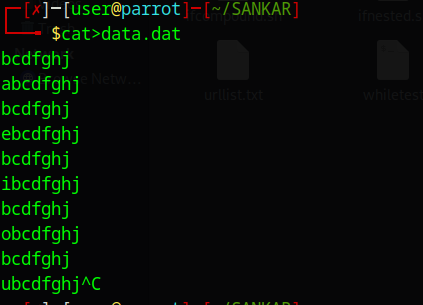 [✗]─[user@parrot]─[~/SANKAR]
$cat>data.dat
bcdfghj
abcdfghj
bcdfghj
ebcdfghj
bcdfghj
ibcdfghj
bcdfghj
obcdfghj
bcdfghj
ubcdfghj^C
urllist.txt
ifnested.s
whiletest